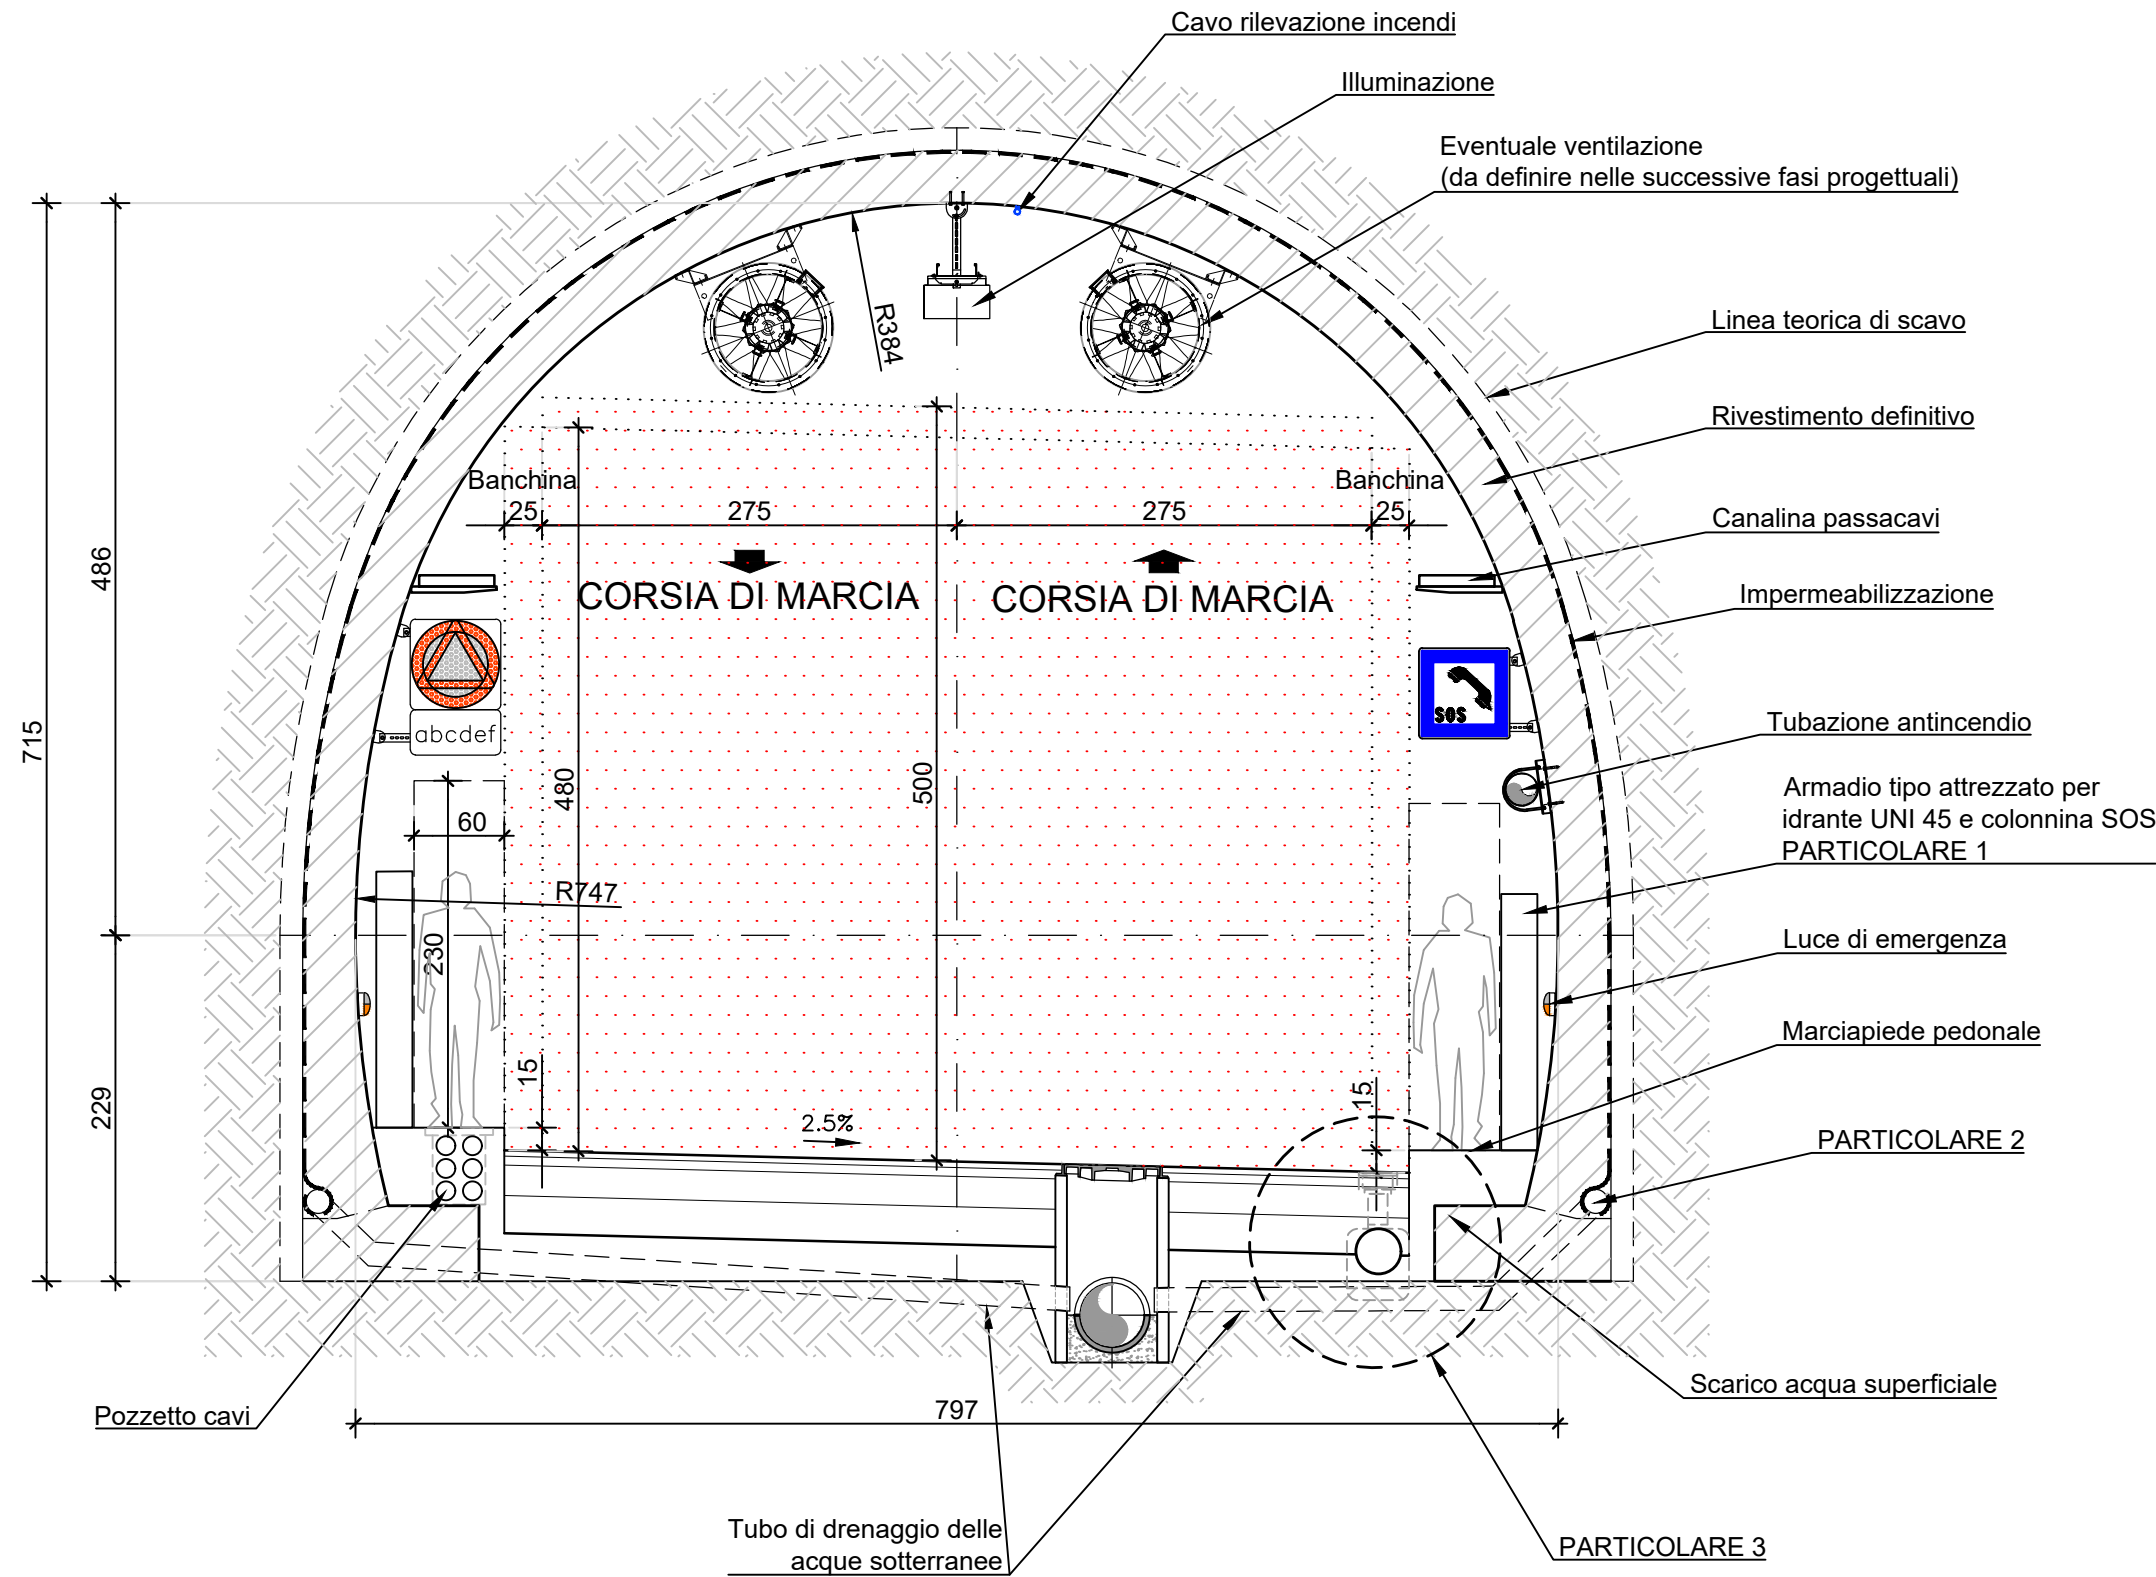 Cavo rilevazione incendi
Illuminazione
Eventuale ventilazione
(da definire nelle successive fasi progettuali)
R384
Linea teorica di scavo
Rivestimento definitivo
Banchina
Banchina
25
275
275
25
Canalina passacavi
486
CORSIA DI MARCIA
CORSIA DI MARCIA
Impermeabilizzazione
SOS
abcdef
715
480
500
60
Tubazione antincendio
Armadio tipo attrezzato per
idrante UNI 45 e colonnina SOS
PARTICOLARE 1
R747
230
Luce di emergenza
15
15
Marciapiede pedonale
229
2.5%
PARTICOLARE 2
Scarico acqua superficiale
Pozzetto cavi
797
Tubo di drenaggio delle
acque sotterranee
PARTICOLARE 3